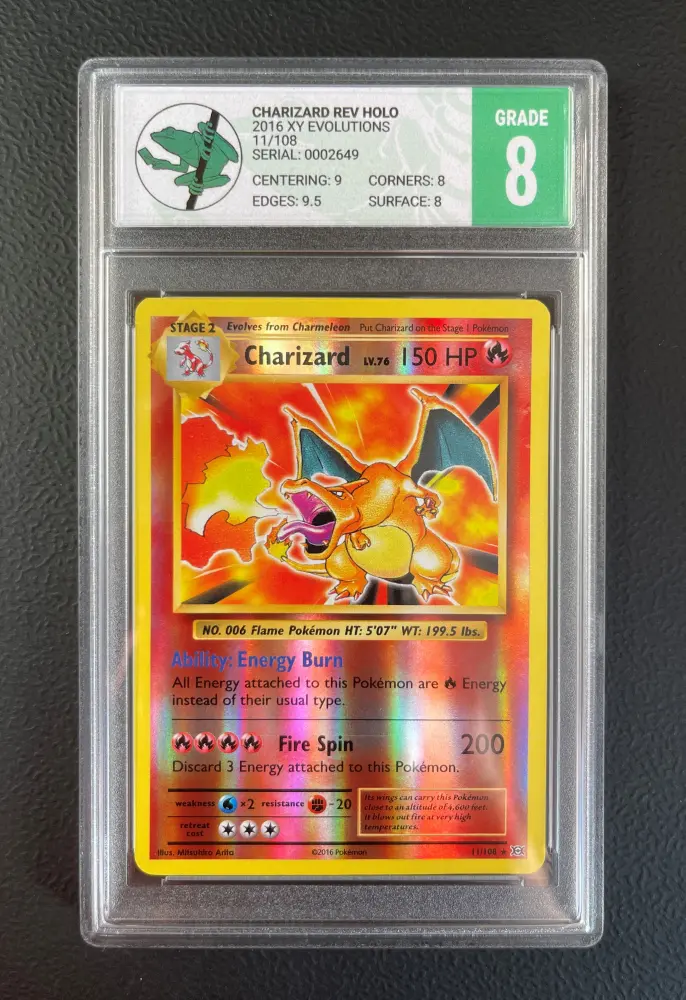 CHARIZARD REV HOLO
2016 XY EVOLUTIONS
11/108
SERIAL: 0002649
CENTERING: 9 CORNERS: 8
EDGES: 9.5 SURFACE: 8
GRADE
8
STAGE 2 Evolves from Charmeleon Put Charizard on the Stage 1 Pokémon
Charizard LV.76 150 HP
NO. 006 Flame Pokémon HT: 5'07" WT: 199.5 lbs.
Ability: Energy Burn
All Energy attached to this Pokémon are Energy
instead of their usual type.
Fire Spin 200
Discard 3 Energy attached to this Pokémon.
weakness ×2 resistance -20
retreat
cost
Its wings can carry this Pokémon
close to an altitude of 4,600 feet.
It blows out fire at very high
temperatures.
Illus. Mitsuhiro Arita ©2016 Pokémon 11/108 ★